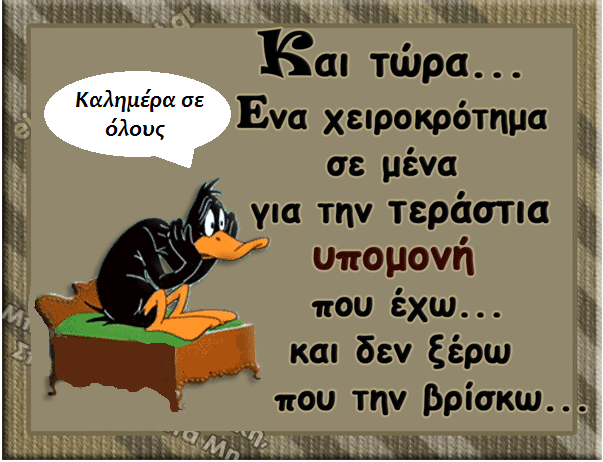 Καλημέρα σε
όλους
Και τώρα...
Ενα χειροκρότημα
σε μένα
για την τεράστια
υπομονή
που έχω...
και δεν ξέρω
που την βρίσκω...